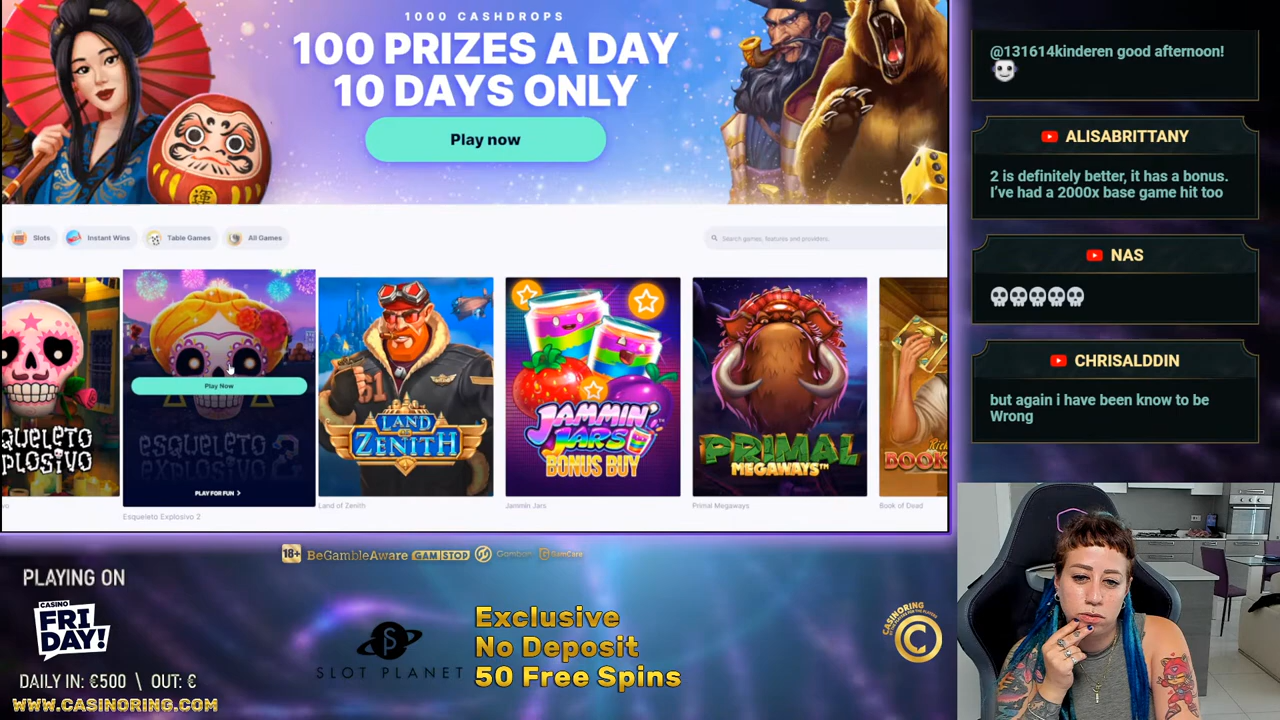 1000 CASHDROPS
100 PRIZES A DAY
10 DAYS ONLY
Play now
Slots
Instant Wins
Table Games
All Games
Search games, features and providers.
QUELETO
PLOSIVO
Play Now
esqueleto
explosivo 2
PLAY FOR FUN >
Esqueleto Explosivo 2
61
LAND
OF
ZENITH
Land of Zenith
JAMMIN'
JARS
BONUS BUY
Jammin Jars
PRIMAL
MEGAWAYS™
Primal Megaways
Rich
BOOK
Book of Dead
@131614kinderen good afternoon!
ALISABRITTANY
2 is definitely better, it has a bonus.
I've had a 2000x base game hit too
NAS
CHRISALDDIN
but again i have been know to be
Wrong
18+ BeGambleAware GAMSTOP Gamban GamCare
PLAYING ON
CASINO
FRI
DAY!
DAILY IN: €500 \ OUT: €
WWW.CASINORING.COM
SLOT PLANET
Exclusive
No Deposit
50 Free Spins
CASINORING
C